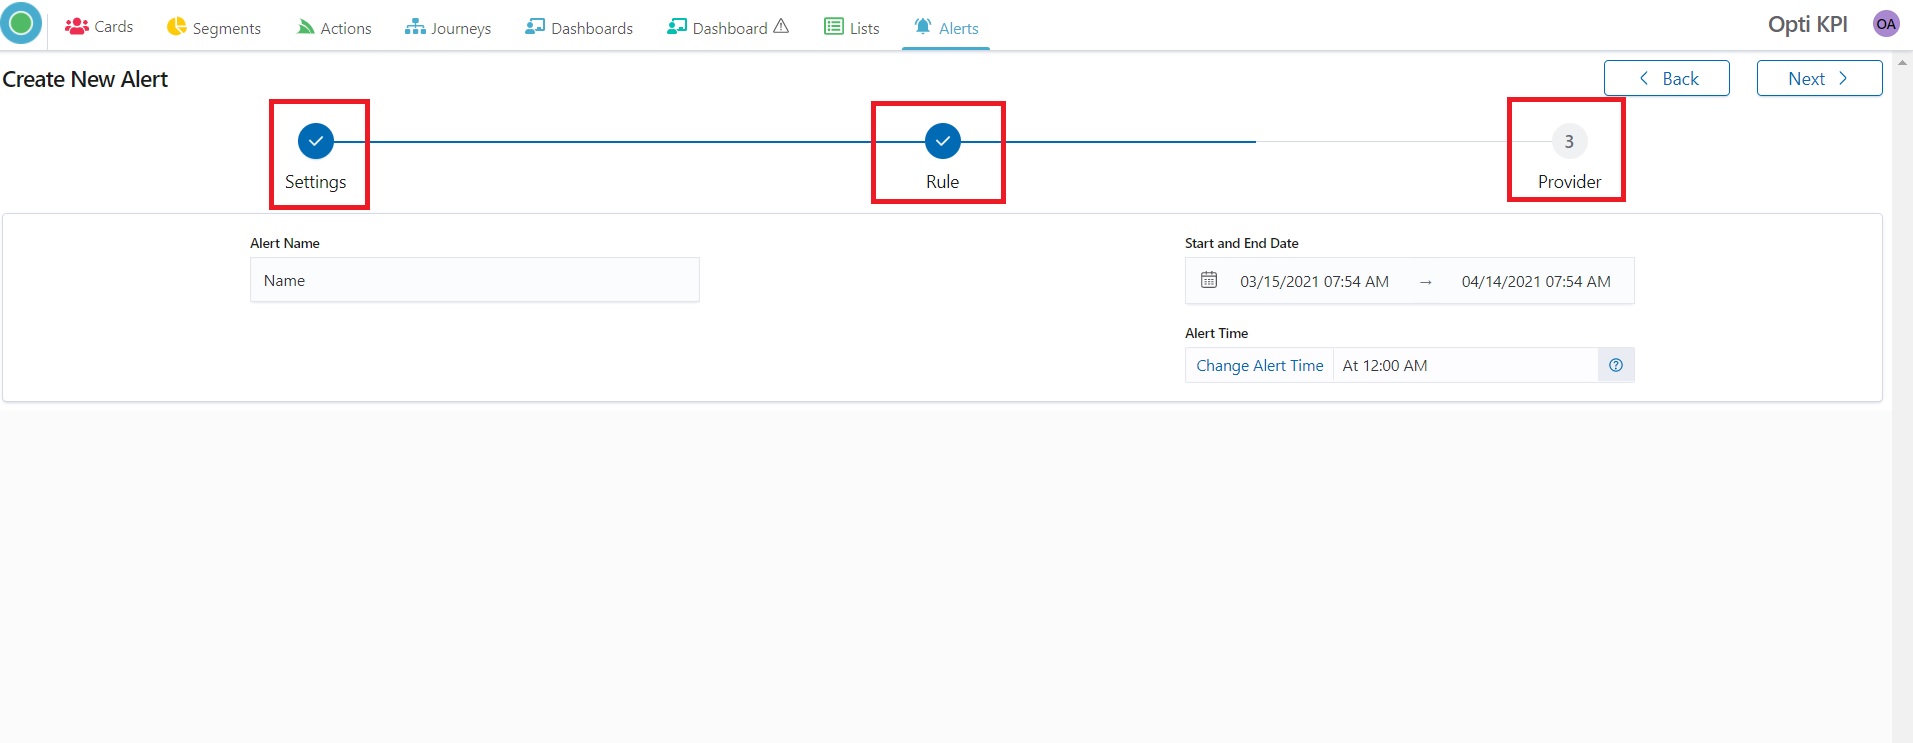 Cards Segments Actions Journeys Dashboards Dashboard Lists Alerts Opti KPI OA
Create New Alert
Back Next
3
Settings Rule Provider
Alert Name
Name
Start and End Date
03/15/2021 07:54 AM → 04/14/2021 07:54 AM
Alert Time
Change Alert Time At 12:00 AM